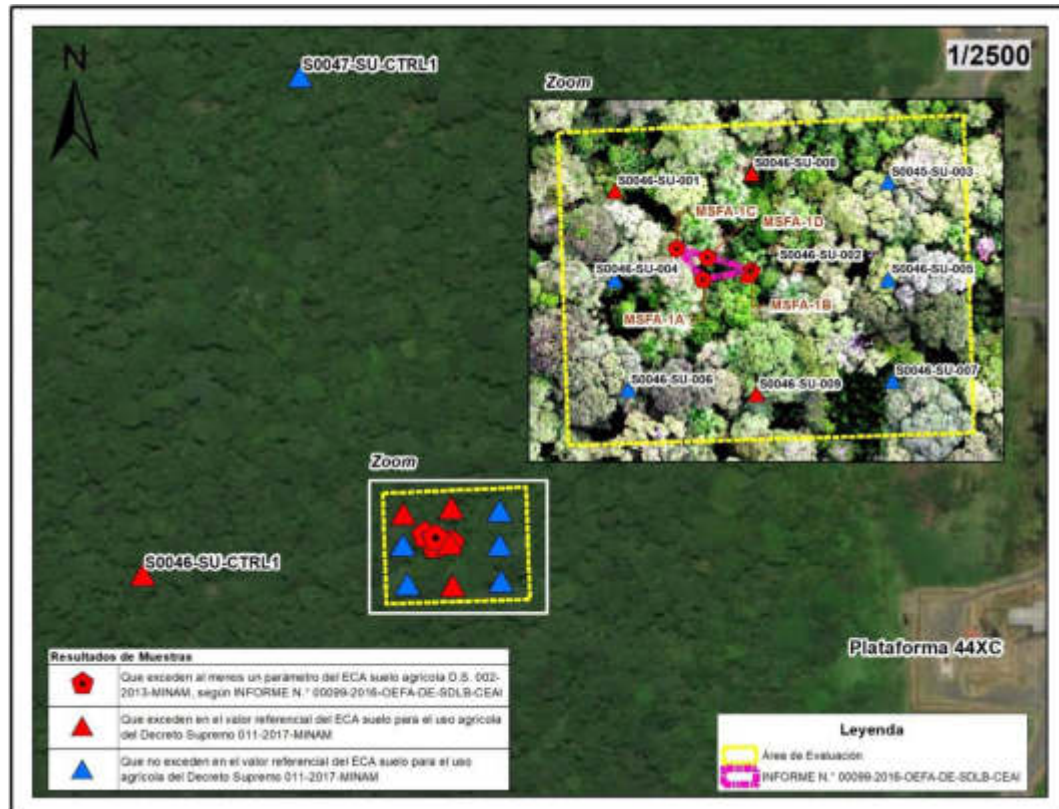 N
1/2500
S0047-SU-CTRL1
Zoom
S0046-SU-008
S0046-SU-001
S0045-SU-003
MSFA-1C
MSFA-1D
S0046-SU-002
S0046-SU-004
S0046-SU-005
MSFA-1A
MSFA-1B
S0046-SU-006
S0046-SU-009
S0046-SU-007
Zoom
S0046-SU-CTRL1
Plataforma 44XC
Resultados de Muestras
Que exceden al menos un parámetro del ECA suelo agrícola D.S. 002-
2013-MINAM, según INFORME N.° 00099-2016-OEFA-DE-SDLB-CEAI
Que exceden en el valor referencial del ECA suelo para el uso agrícola
del Decreto Supremo 011-2017-MINAM
Que no exceden en el valor referencial del ECA suelo para el uso
agrícola del Decreto Supremo 011-2017-MINAM
Leyenda
Área de Evaluación
INFORME N.° 00099-2016-OEFA-DE-SDLB-CEAI